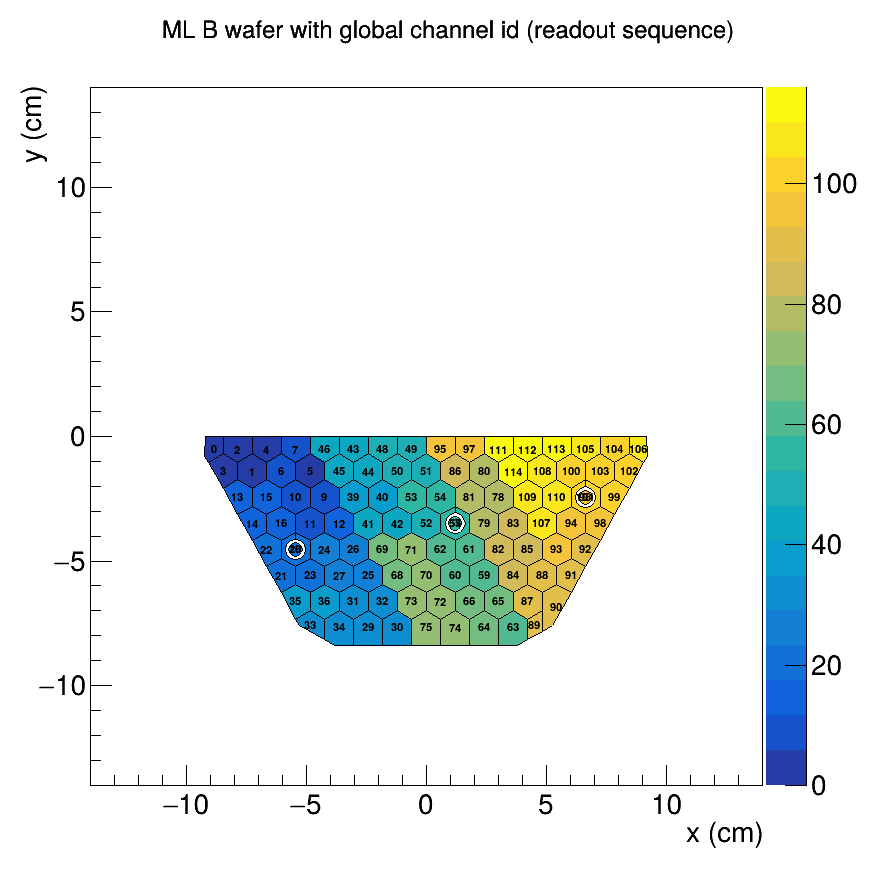 ML B wafer with global channel id (readout sequence)
y (cm)
10
5
0
−5
−10
−10 −5 0 5 10
x (cm)
100
80
60
40
20
0
0 2 4 7 46 43 48 49 95 97 111 112 113 105 104 106
3 1 6 5 45 44 50 51 86 80 114 108 100 103 102
13 15 10 9 39 40 53 54 81 78 109 110 99
14 16 11 12 41 42 52 79 83 107 94 98
22 24 26 69 71 62 61 82 85 93 92
21 23 27 25 68 70 60 59 84 88 91
35 36 31 32 73 72 66 65 87 90
33 34 29 30 75 74 64 63 89